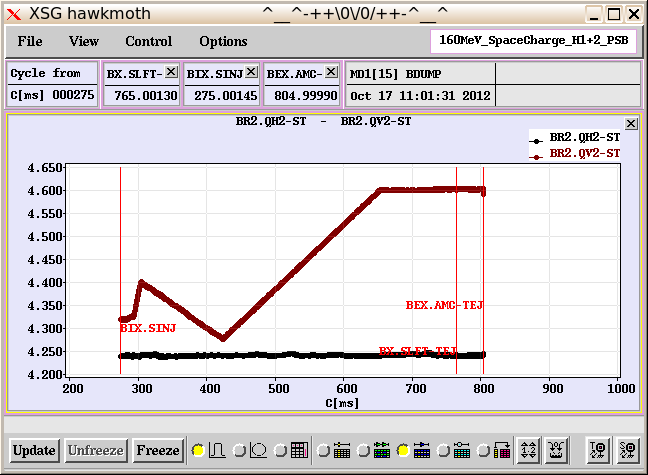 XSG hawkmoth ^__^-++\0\/0/++-^__^
File View Control Options 160MeV_SpaceCharge_H1+2_PSB
Cycle from BX.SLFT- BIX.SINJ BEX.AMC- MD1[15] BDUMP
C[ms] 000275 765.00130 275.00145 804.99990 Oct 17 11:01:31 2012
BR2.QH2-ST - BR2.QV2-ST
BR2.QH2-ST
BR2.QV2-ST
4.650
4.600
4.550
4.500
4.450
4.400
4.350
4.300
4.250
4.200
BEX.AMC-TEJ
BIX.SINJ
BX.SLFT-TEJ
200 300 400 500 600 700 800 900 1000
C[ms]
Update Unfreeze Freeze